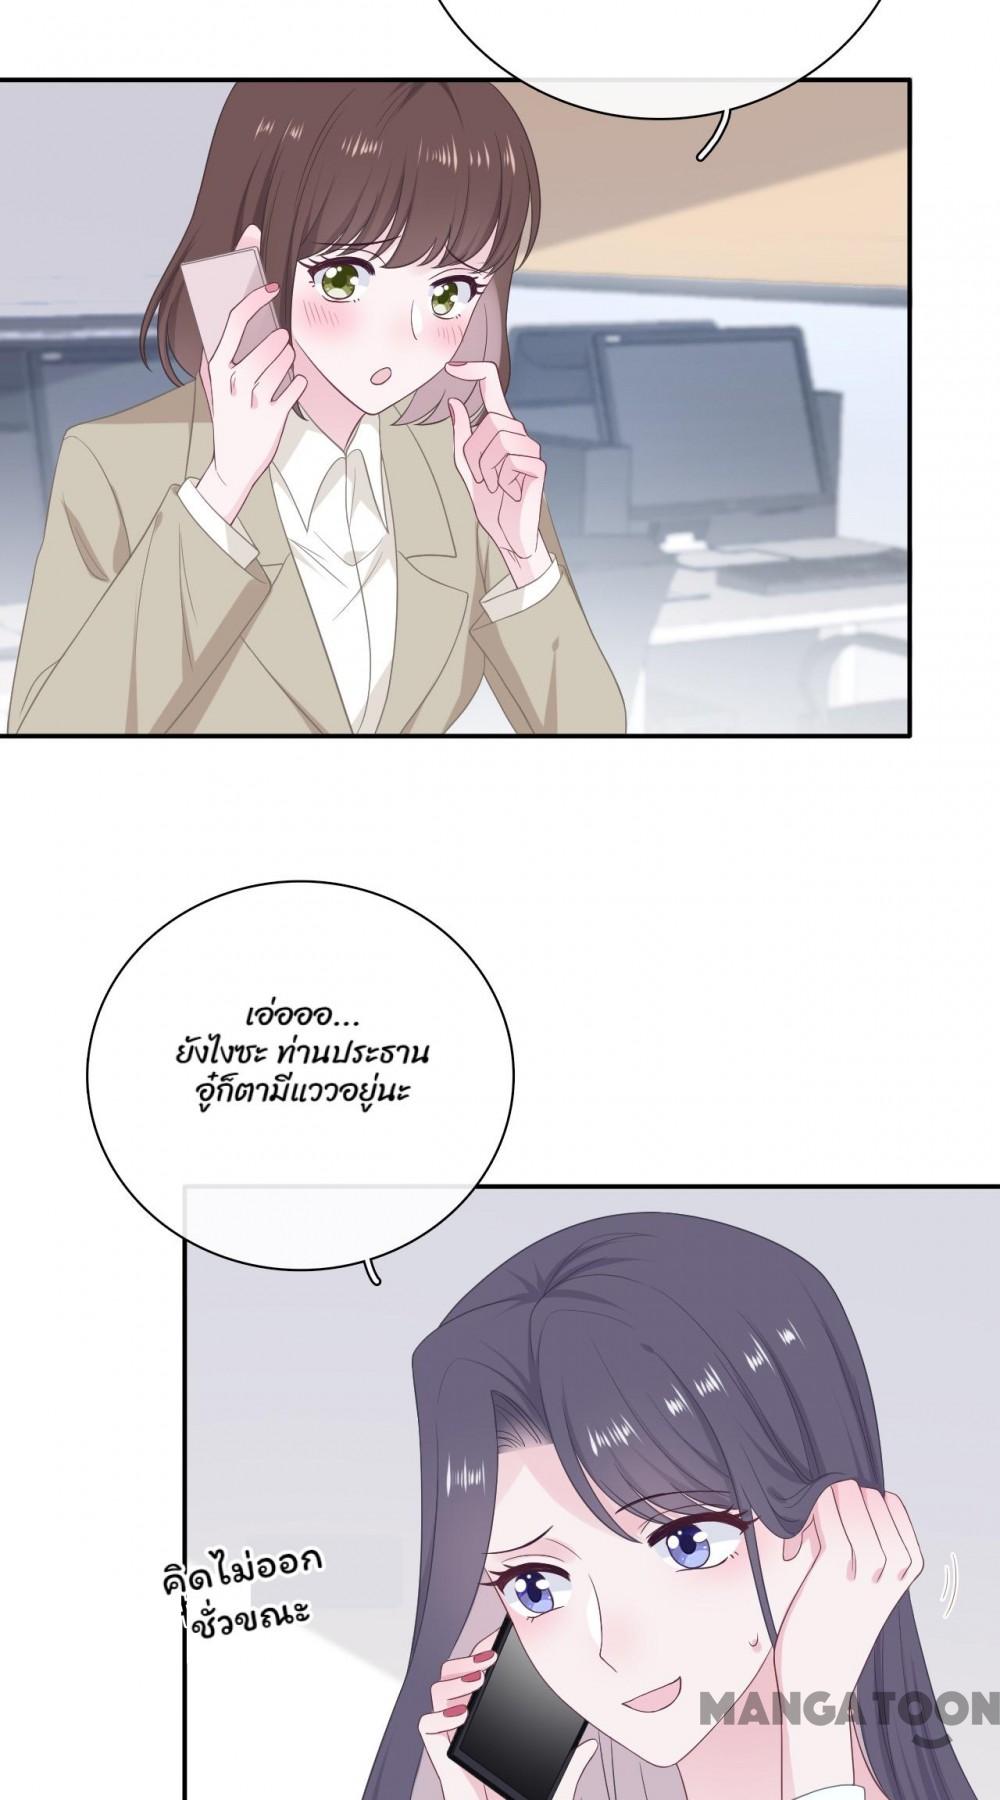 เอ่อออ...
ยังไงซะ ท่านประธาน
อู๋ก็ตามีแววอยู่นะ
คิดไม่ออก
ชั่วขณะ
MANGATOON